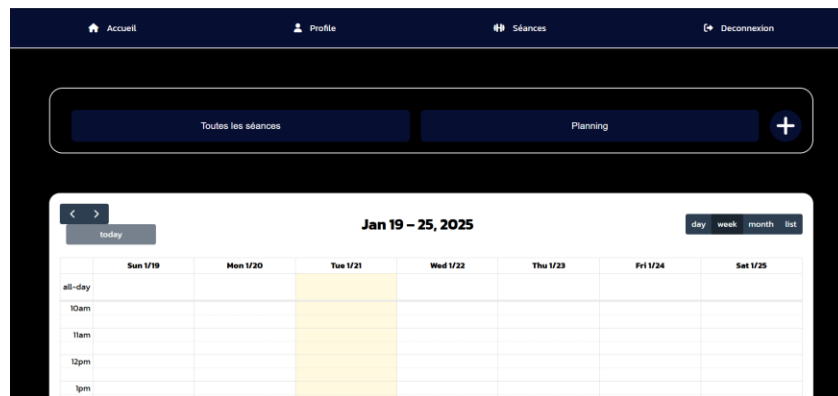 Accueil Profile Séances Deconnexion
Toutes les séances Planning
today
Jan 19 – 25, 2025
day week month list
Sun 1/19 Mon 1/20 Tue 1/21 Wed 1/22 Thu 1/23 Fri 1/24 Sat 1/25
all-day
10am
11am
12pm
1pm